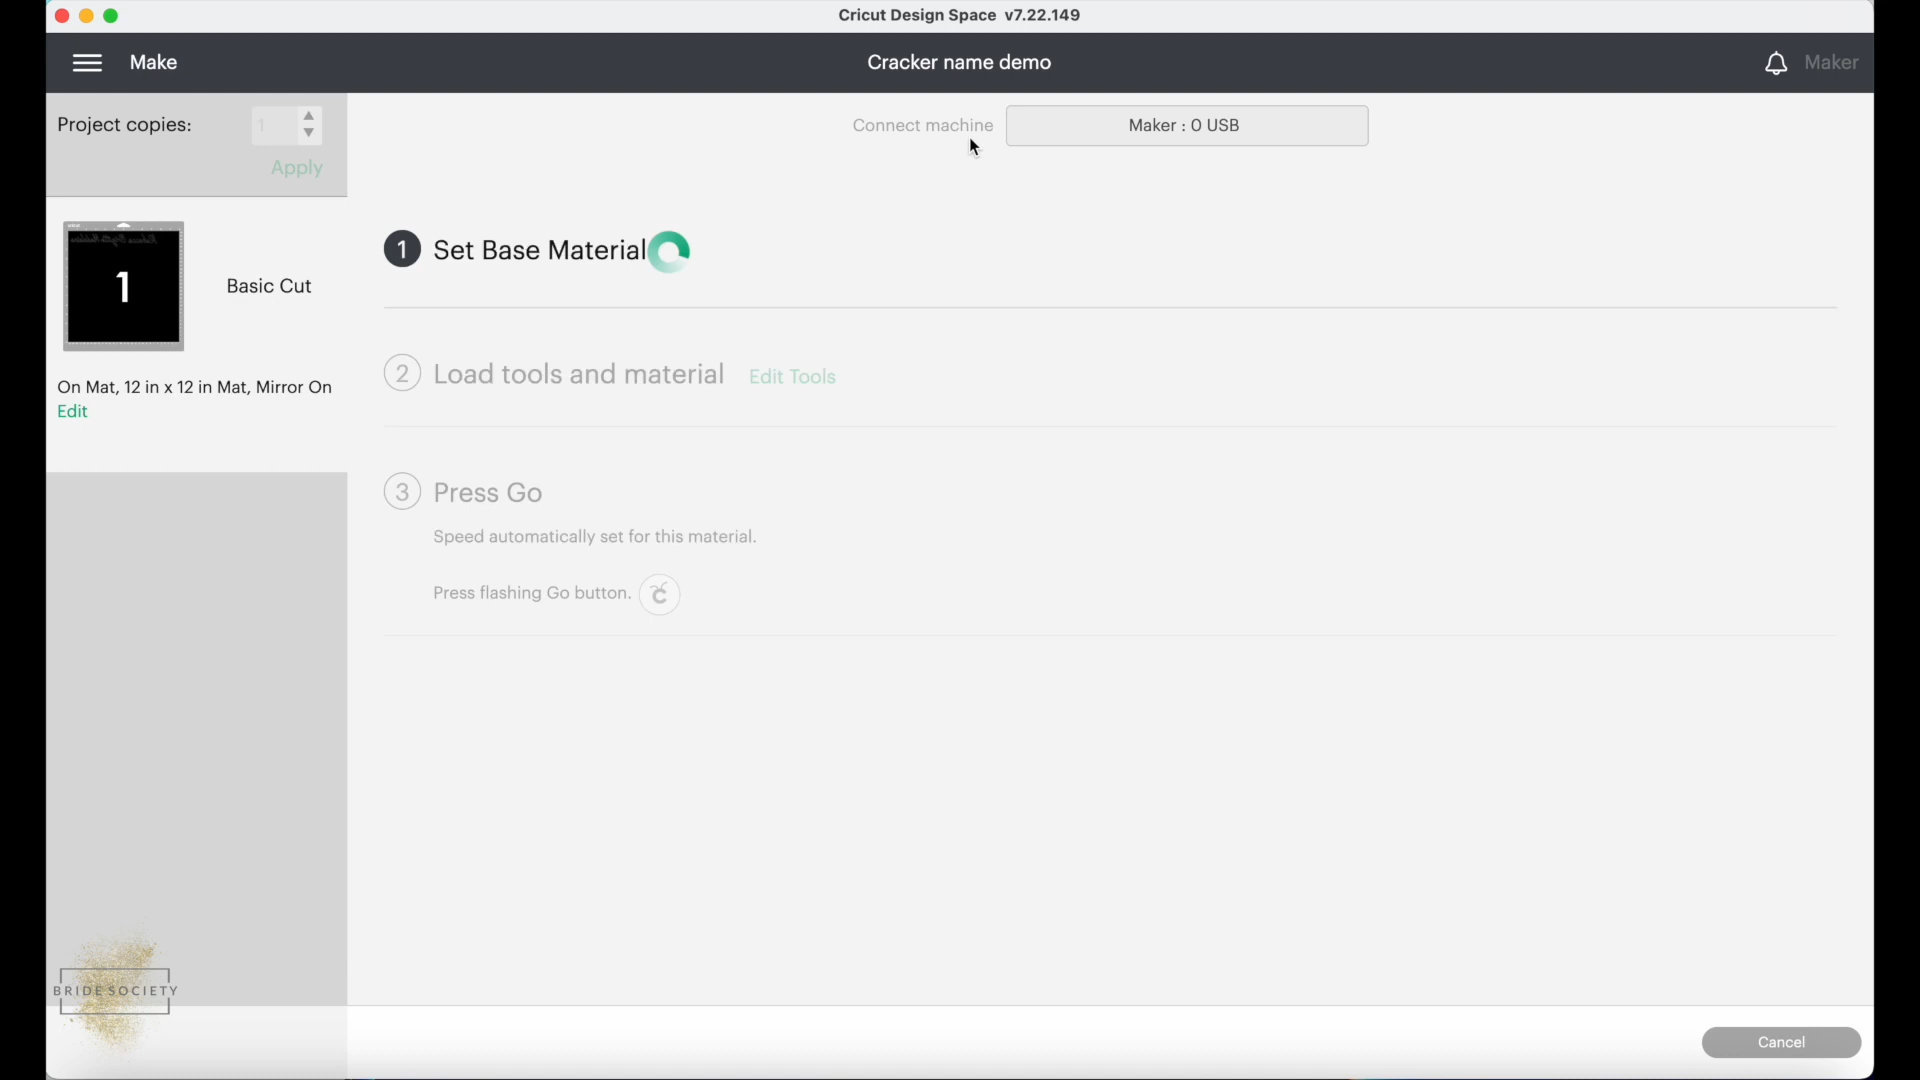 Cricut Design Space v7.22.149
Make
Cracker name demo
Maker
Project copies:
1
Apply
Connect machine
Maker : 0 USB
1
Basic Cut
On Mat, 12 in x 12 in Mat, Mirror On
Edit
1 Set Base Material
2 Load tools and material Edit Tools
3 Press Go
Speed automatically set for this material.
Press flashing Go button.
BRIDE SOCIETY
Cancel